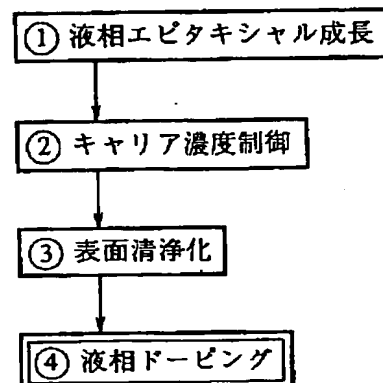 ① 液相エピタキシャル成長
② キャリア濃度制御
③ 表面清浄化
④ 液相ドーピング